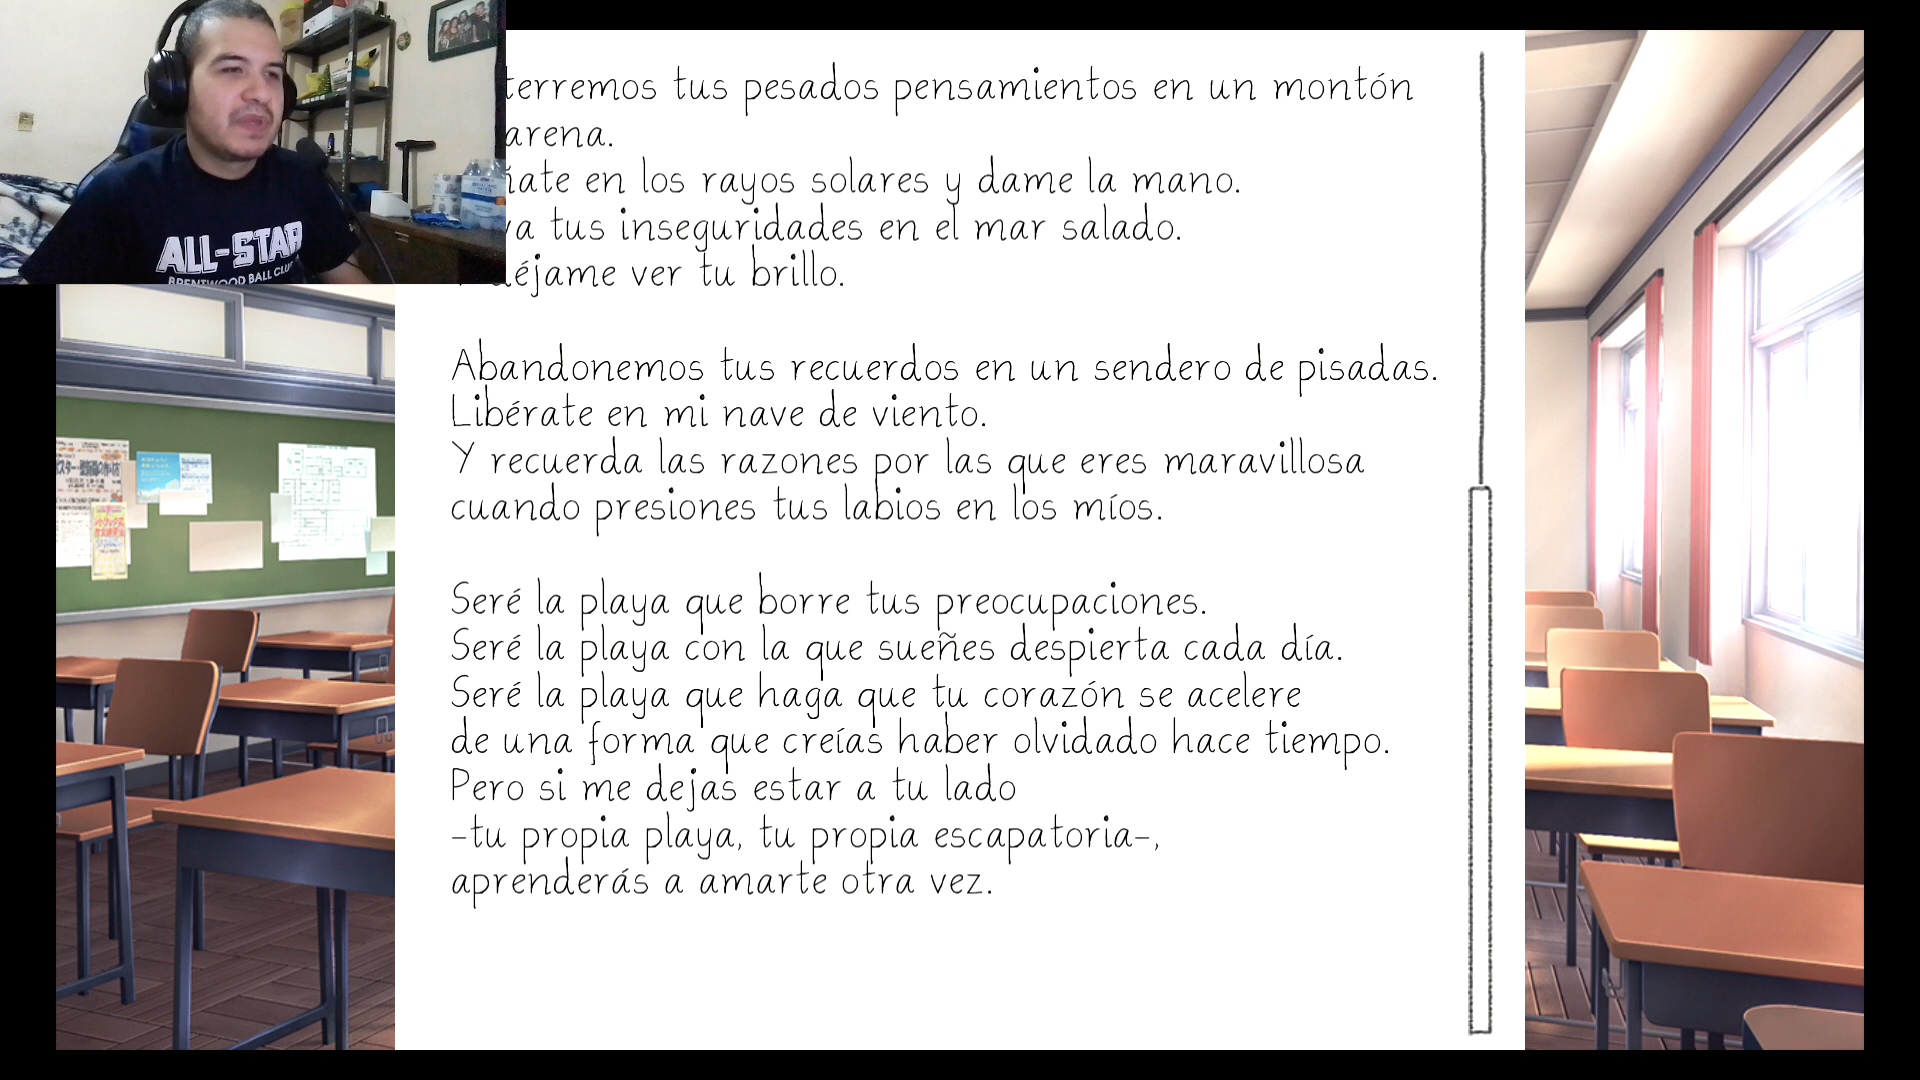 ALL-STAR
BRENTWOOD BALL CLUB
tus pesados pensamientos en un montón
arena.
en los rayos solares y dame la mano.
tus inseguridades en el mar salado.
ver tu brillo.
Abandonemos tus recuerdos en un sendero de pisadas.
Libérate en mi nave de viento.
Y recuerda las razones por las que eres maravillosa
cuando presiones tus labios en los míos.
Seré la playa que borre tus preocupaciones.
Seré la playa con la que sueñes despierta cada día.
Seré la playa que haga que tu corazón se acelere
de una forma que creías haber olvidado hace tiempo.
Pero si me dejas estar a tu lado
-tu propia playa, tu propia escapatoria-,
aprenderás a amarte otra vez.